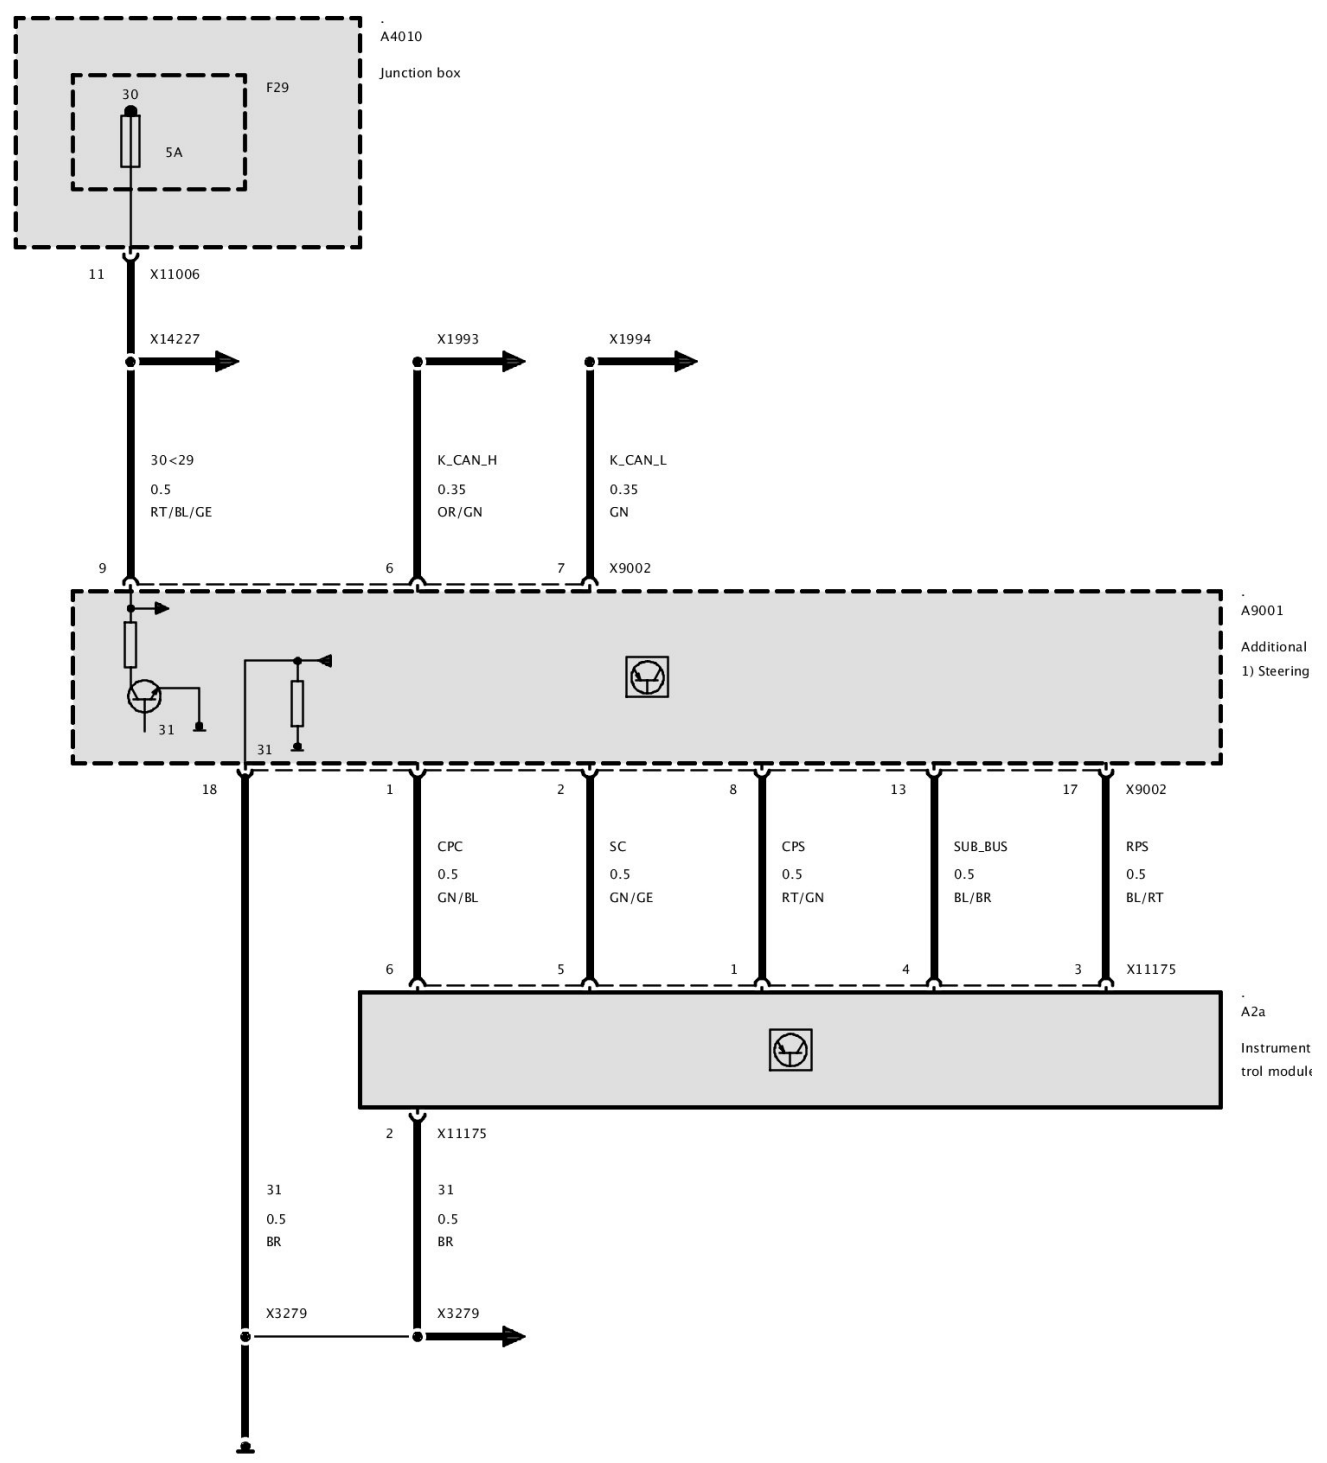 .
A4010
Junction box
F29
30
5A
11 X11006
X14227 X1993 X1994
30<29 K_CAN_H K_CAN_L
0.5 0.35 0.35
RT/BL/GE OR/GN GN
9 6 7 X9002
.
A9001
Additional
1) Steering
31
31
18 1 2 8 13 17 X9002
CPC SC CPS SUB_BUS RPS
0.5 0.5 0.5 0.5 0.5
GN/BL GN/GE RT/GN BL/BR BL/RT
6 5 1 4 3 X11175
.
A2a
Instrument
trol module
2 X11175
31 31
0.5 0.5
BR BR
X3279 X3279